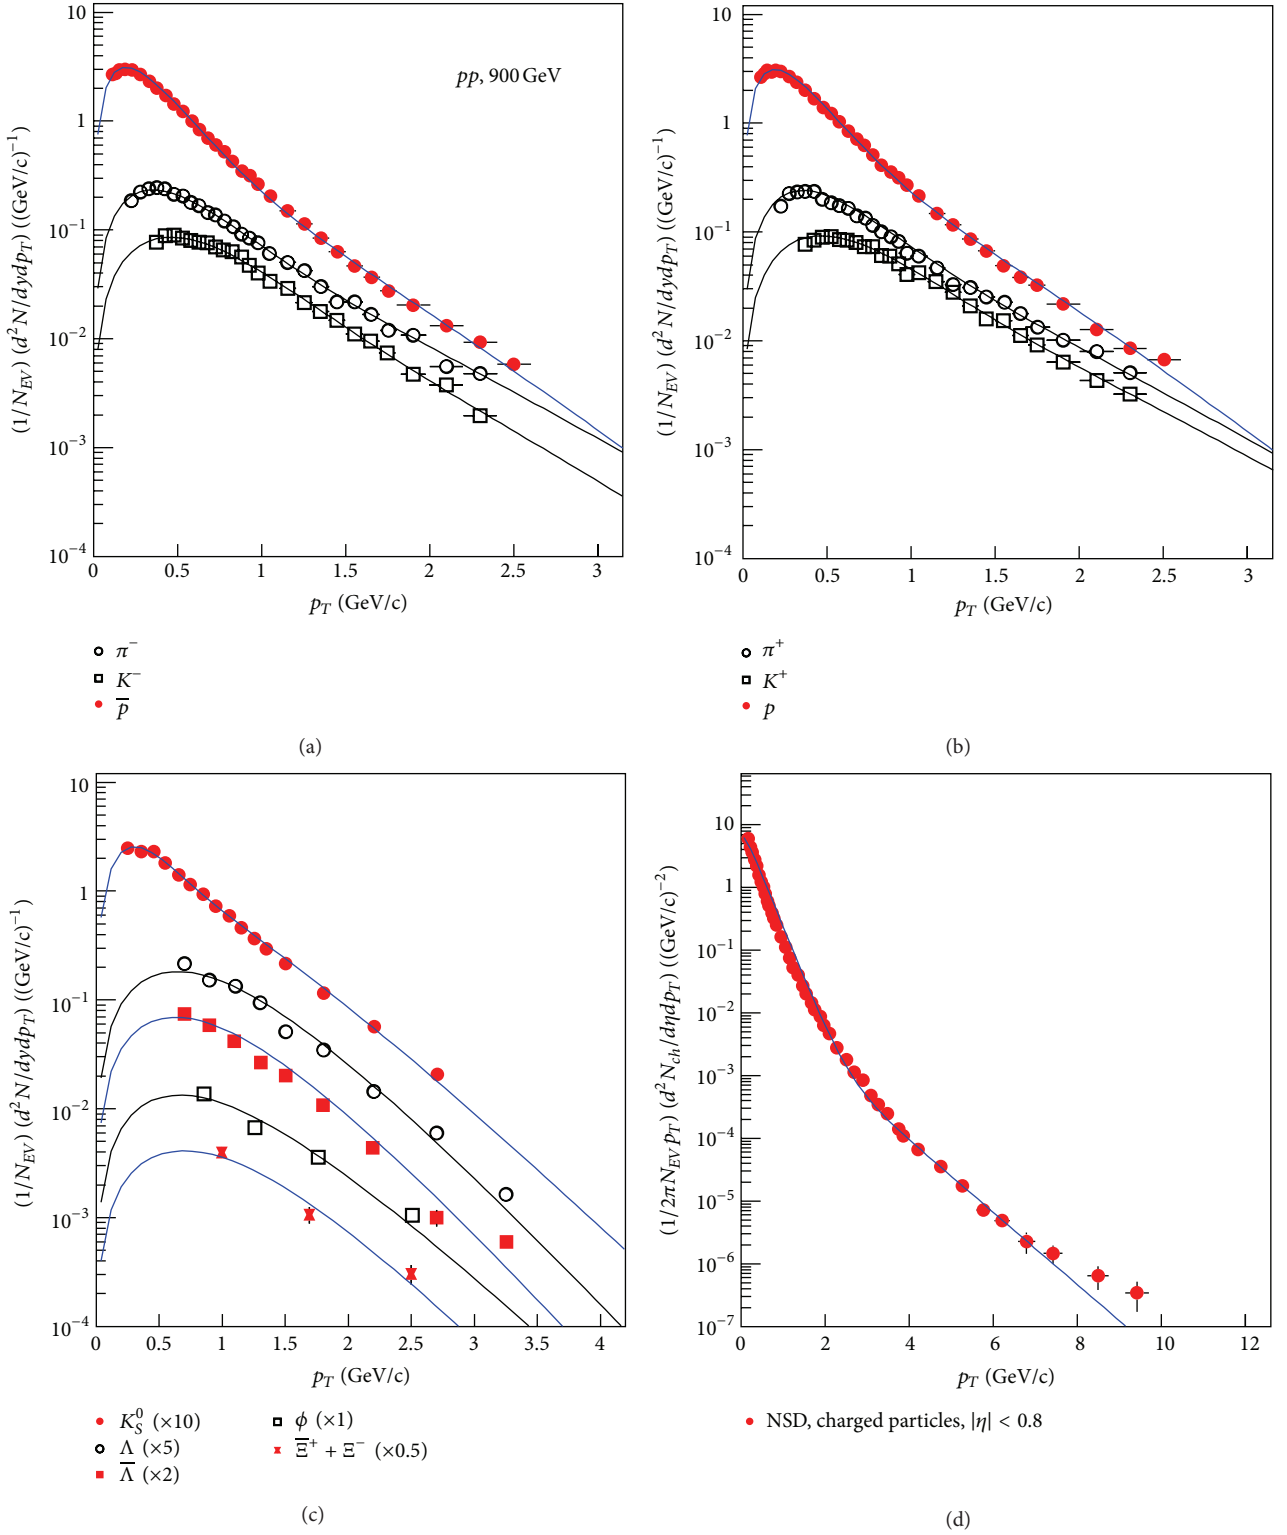 10
1
10⁻¹
10⁻²
10⁻³
10⁻⁴
0 0.5 1 1.5 2 2.5 3
(1/N_EV) (d²N/dydp_T) ((GeV/c)⁻¹
pp, 900 GeV
p_T (GeV/c)
π⁻
K⁻
p̅
(a)
10
1
10⁻¹
10⁻²
10⁻³
10⁻⁴
0 0.5 1 1.5 2 2.5 3
(1/N_EV) (d²N/dydp_T) ((GeV/c)⁻¹
p_T (GeV/c)
π⁺
K⁺
p
(b)
10
1
10⁻¹
10⁻²
10⁻³
10⁻⁴
0 0.5 1 1.5 2 2.5 3 3.5 4
(1/N_EV) (d²N/dydp_T) ((GeV/c)⁻¹
p_T (GeV/c)
K_S⁰ (×10)
Λ (×5)
Λ̅ (×2)
ϕ (×1)
Ξ̅⁺ + Ξ⁻ (×0.5)
(c)
10
1
10⁻¹
10⁻²
10⁻³
10⁻⁴
10⁻⁵
10⁻⁶
10⁻⁷
0 2 4 6 8 10 12
(1/2πN_EV p_T) (d²N_ch/dηdp_T) ((GeV/c)⁻²
p_T (GeV/c)
NSD, charged particles, |η| < 0.8
(d)